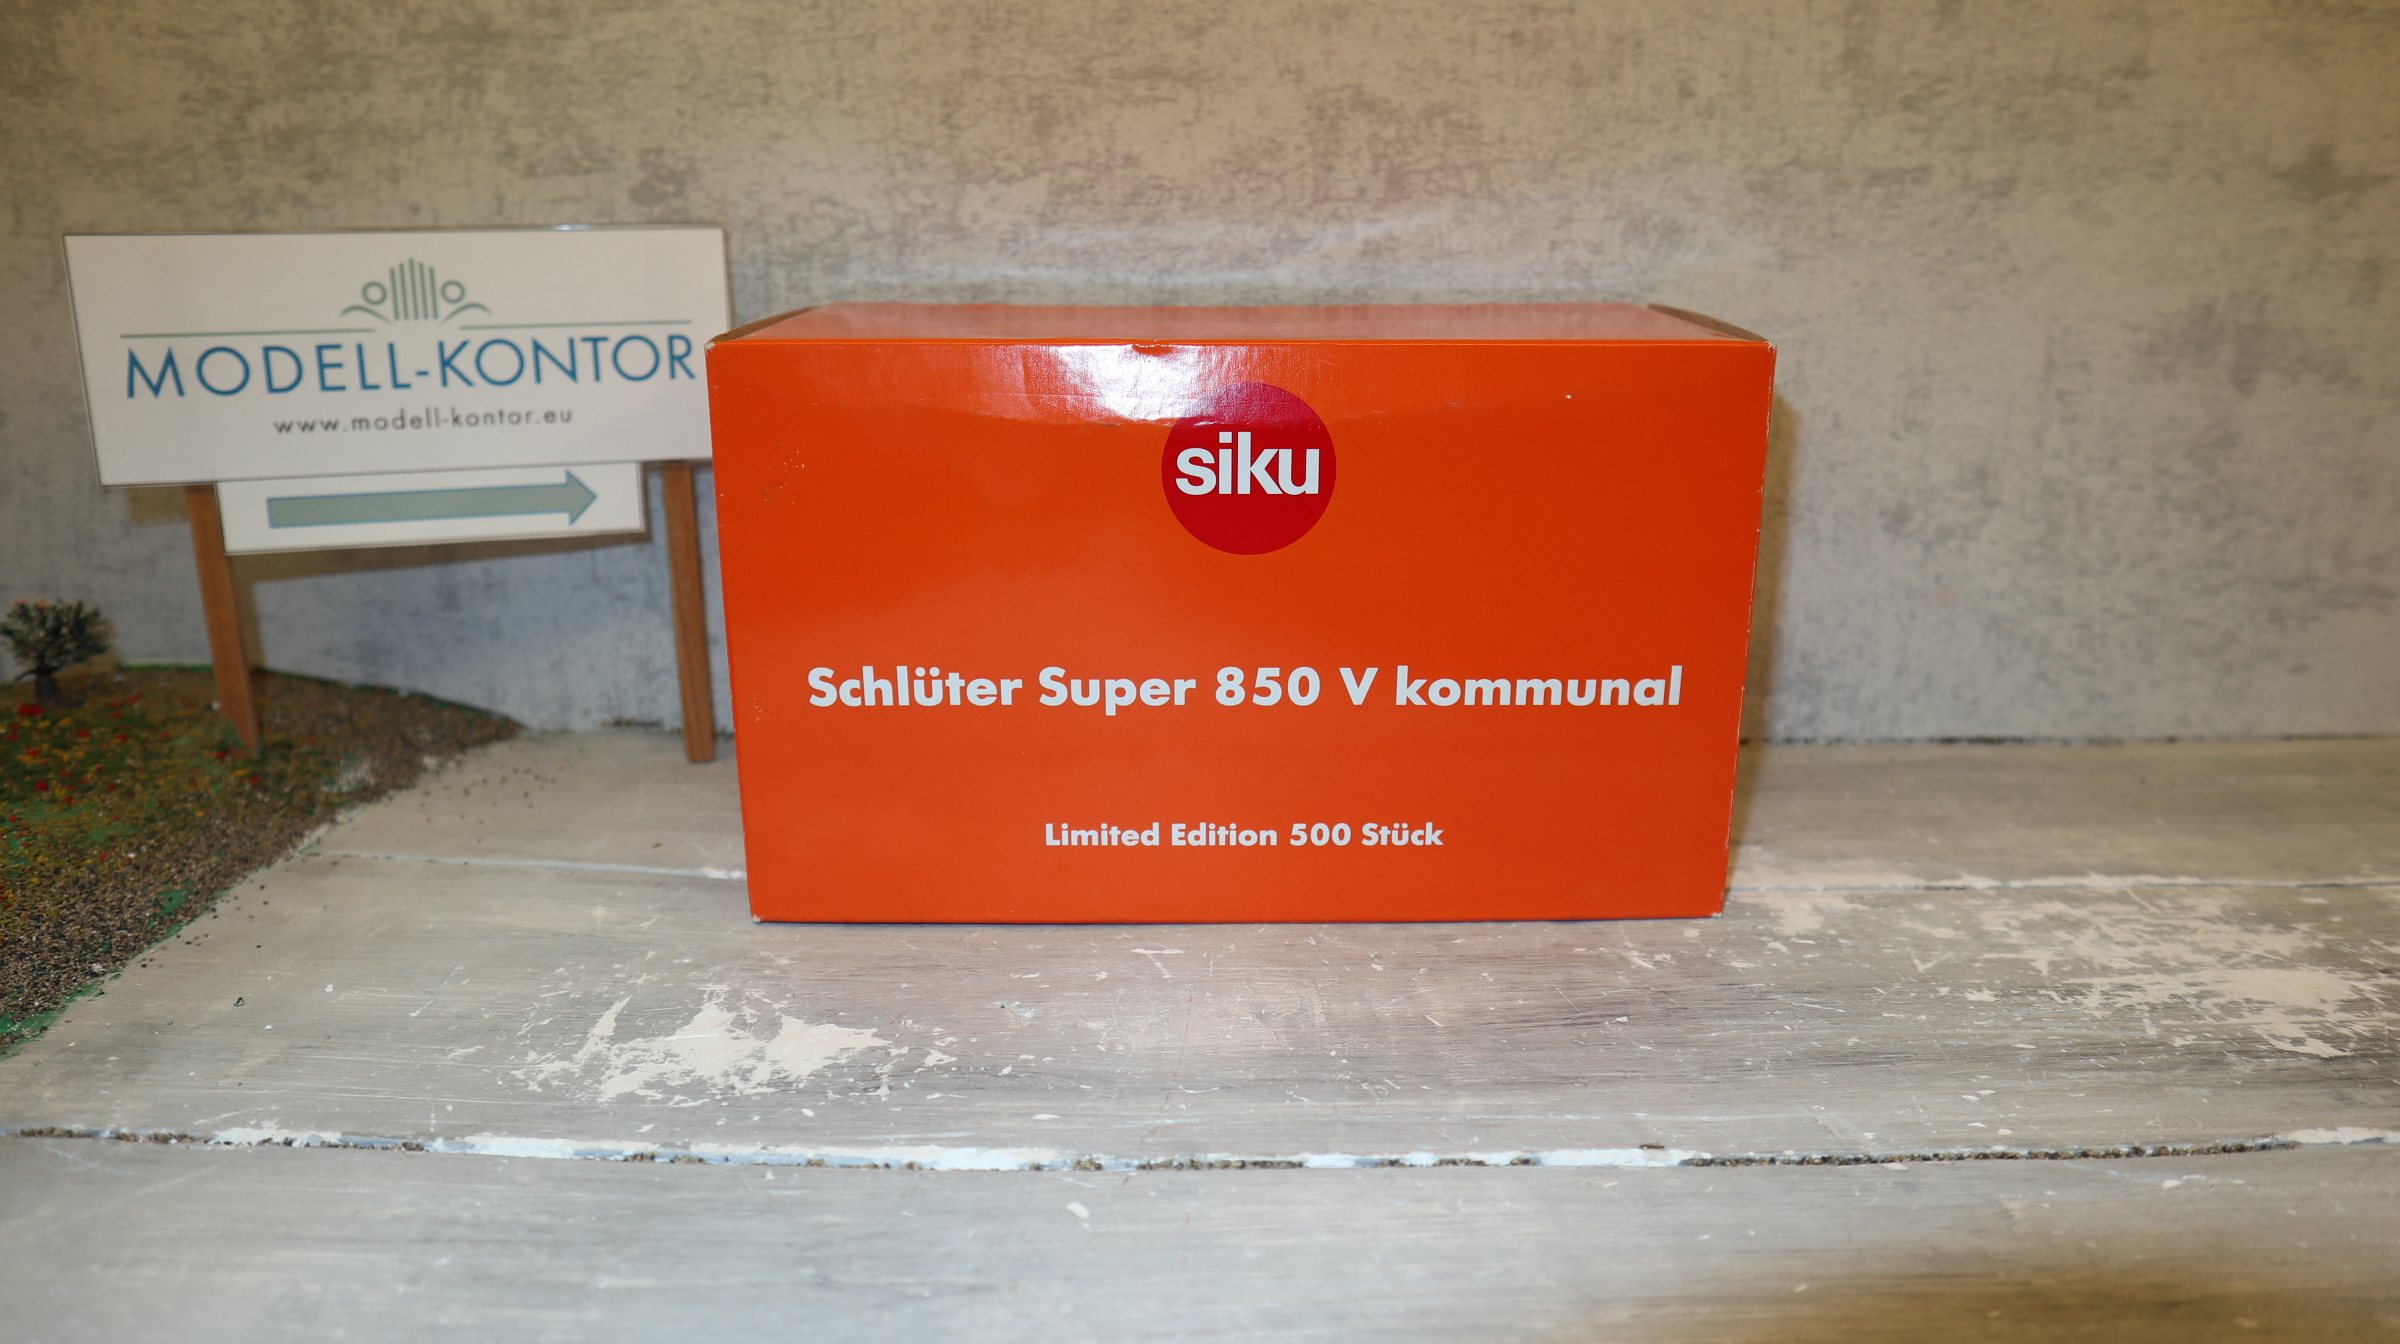 MODELL-KONTOR
www.modell-kontor.eu
siku
Schlüter Super 850 V kommunal
Limited Edition 500 Stück